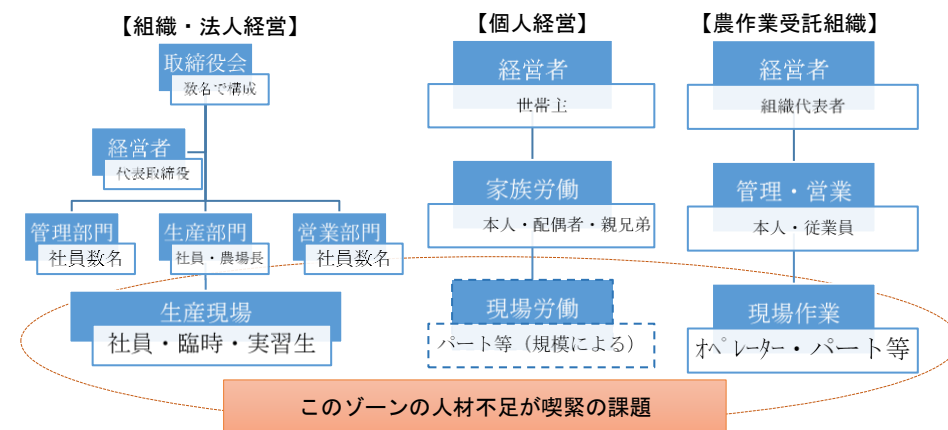 【組織・法人経営】
取締役会
数名で構成
経営者
代表取締役
管理部門
社員数名
生産部門
社員・農場長
営業部門
社員数名
生産現場
社員・臨時・実習生
【個人経営】
経営者
世帯主
家族労働
本人・配偶者・親兄弟
現場労働
パート等（規模による）
【農作業受託組織】
経営者
組織代表者
管理・営業
本人・従業員
現場作業
ｵﾍﾟﾚｰﾀｰ・パート等
このゾーンの人材不足が喫緊の課題